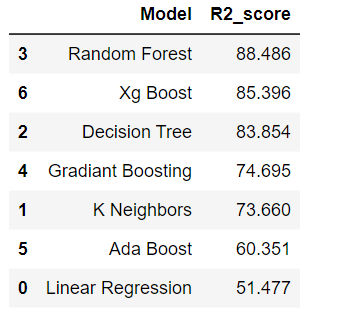 Model R2_score
3 Random Forest 88.486
6 Xg Boost 85.396
2 Decision Tree 83.854
4 Gradiant Boosting 74.695
1 K Neighbors 73.660
5 Ada Boost 60.351
0 Linear Regression 51.477